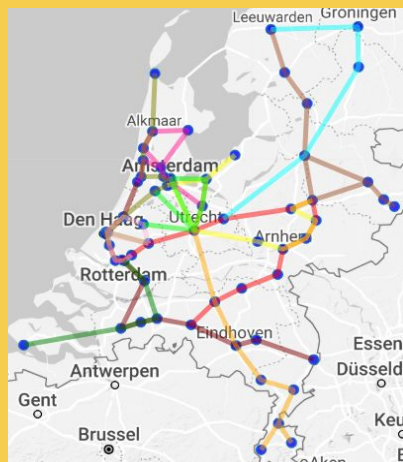 Leeuwarden
Groningen
Alkmaar
Amsterdam
Den Haag
Utrecht
Arnhem
Rotterdam
Eindhoven
Essen
Antwerpen
Düsseld
Gent
Keu
Brussel
Aken